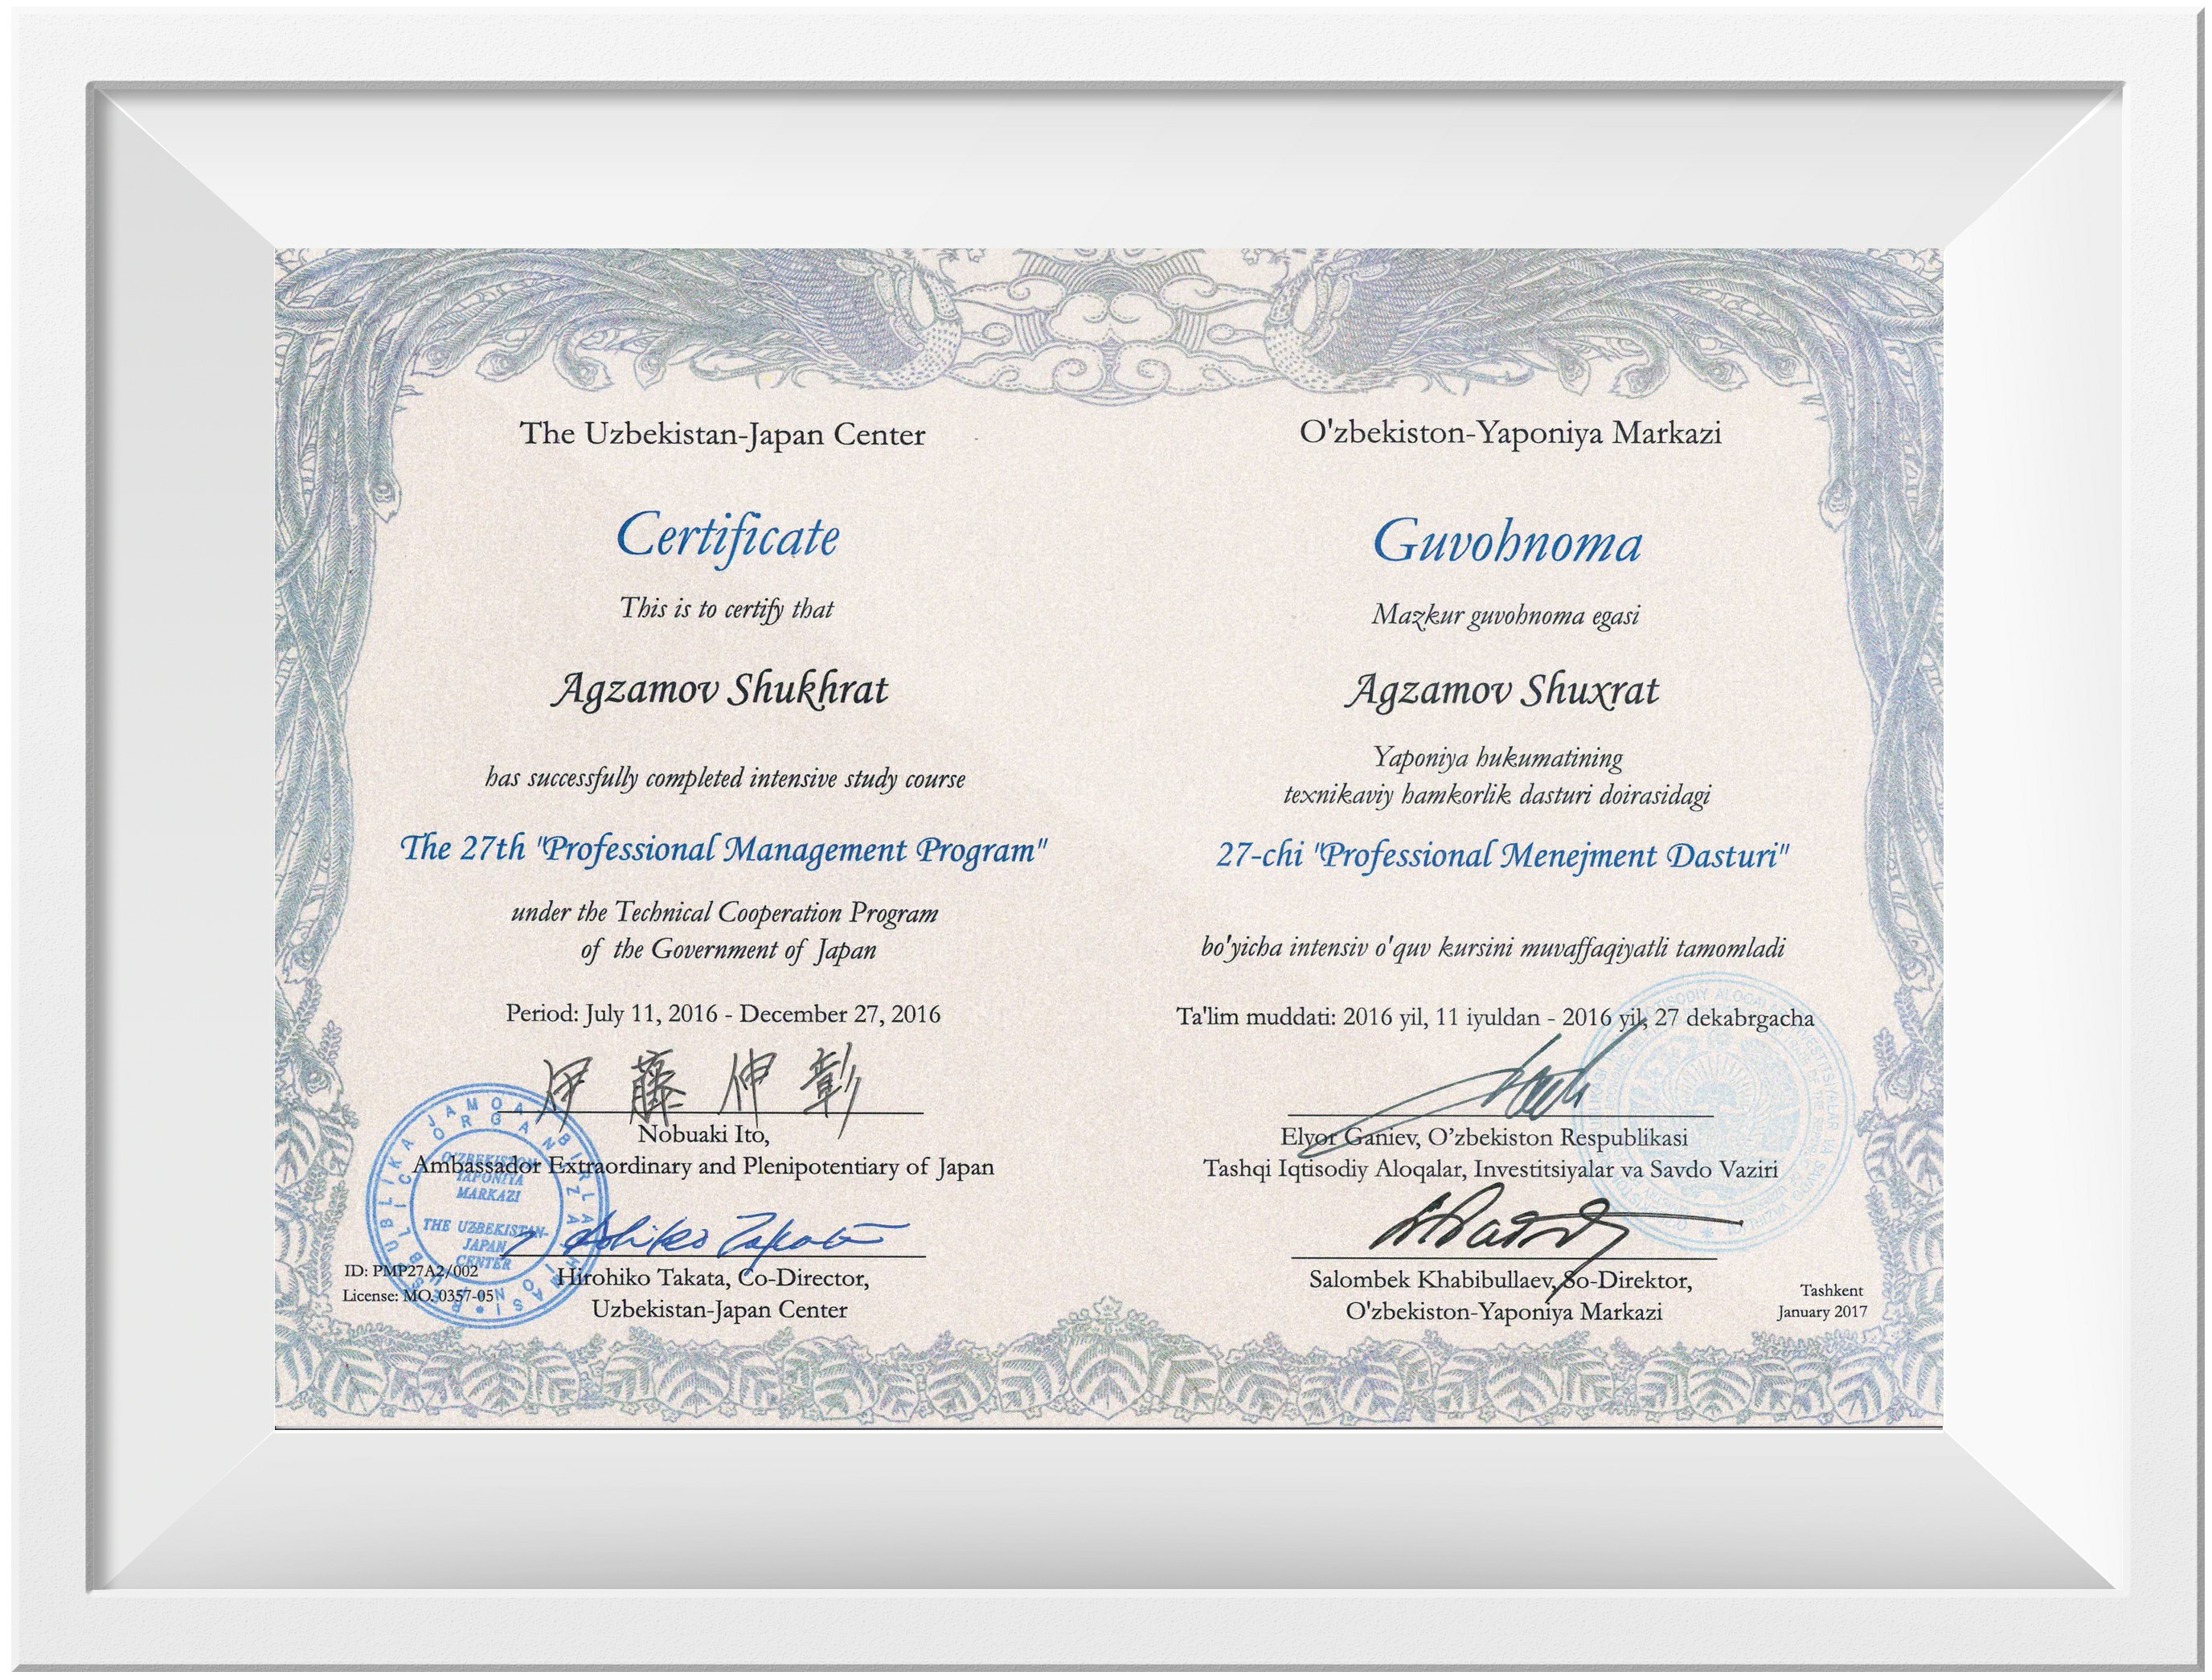 The Uzbekistan-Japan Center
Certificate
This is to certify that
Agzamov Shukhrat
has successfully completed intensive study course
The 27th "Professional Management Program"
under the Technical Cooperation Program
of the Government of Japan
Period: July 11, 2016 - December 27, 2016
伊藤伸彰
Nobuaki Ito,
Ambassador Extraordinary and Plenipotentiary of Japan
O'ZBEKISTON
YAPONIYA
MARKAZI
THE UZBEKISTAN-
JAPAN
CENTER
Hirohiko Takata, Co-Director,
Uzbekistan-Japan Center
ID: PMP27A2/002
License: MO. 0357-05
O'zbekiston-Yaponiya Markazi
Guvohnoma
Mazkur guvohnoma egasi
Agzamov Shuxrat
Yaponiya hukumatining
texnikaviy hamkorlik dasturi doirasidagi
27-chi "Professional Menejment Dasturi"
bo'yicha intensiv o'quv kursini muvaffaqiyatli tamomladi
Ta'lim muddati: 2016 yil, 11 iyuldan - 2016 yil, 27 dekabrgacha
Elyor Ganiev, O’zbekiston Respublikasi
Tashqi Iqtisodiy Aloqalar, Investitsiyalar va Savdo Vaziri
Salombek Khabibullaev, So-Direktor,
O'zbekiston-Yaponiya Markazi
Tashkent
January 2017